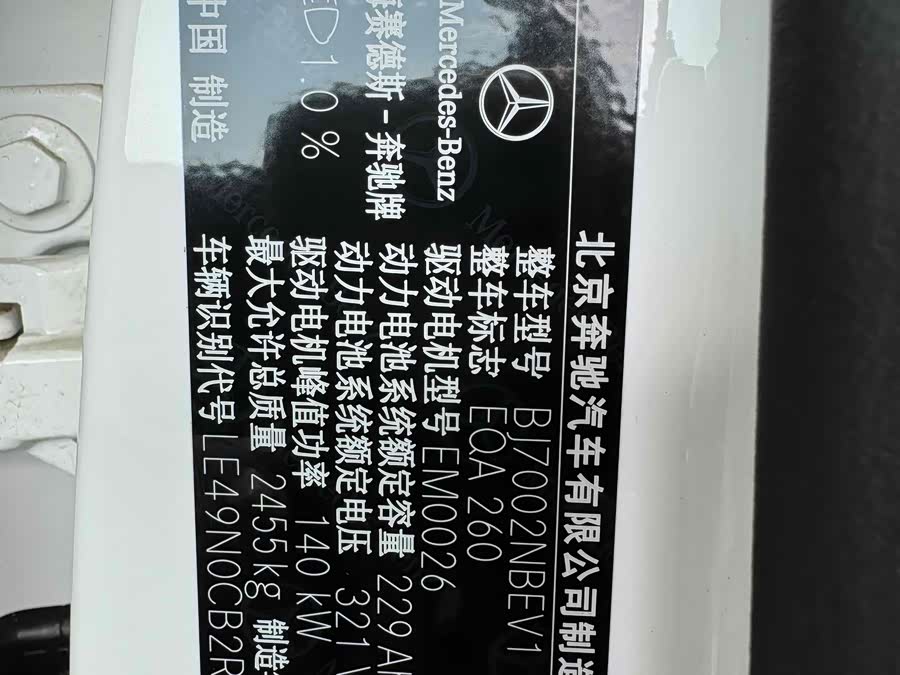 北京奔驰汽车有限公司制造
整车型号 BJ7002NBEV1
整车标志 EQA 260
驱动电机型号 EM0026
动力电池系统额定容量 229A
动力电池系统额定电压 321 V
驱动电机峰值功率 140 kW
最大允许总质量 2455kg 制造
车辆识别代号 LE49N0CB2R
Mercedes-Benz
赛德斯-奔驰牌
1.0 %
中国 制造